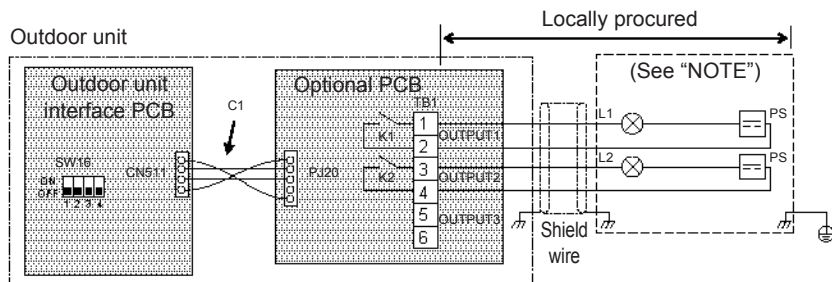 Locally procured
Outdoor unit
Outdoor unit
interface PCB
Optional PCB
(See “NOTE”)
C1
TB1
L1
PS
K1
1
OUTPUT1
2
SW16
CN511
PJ20
L2
PS
K2
3
OUTPUT2
ON
OFF
4
1 2 3 4
5
OUTPUT3
6
Shield
wire